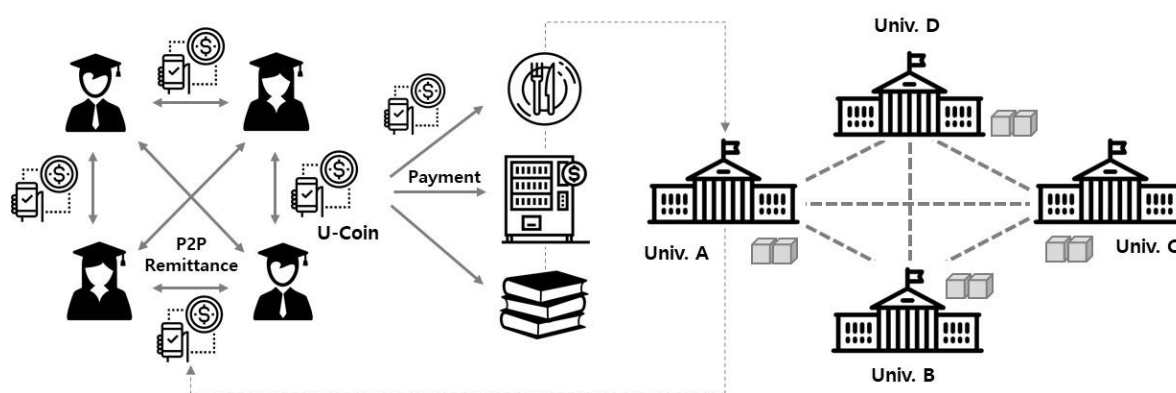 Univ. D
Payment
U-Coin
P2P
Remittance
Univ. A
Univ. C
Univ. B